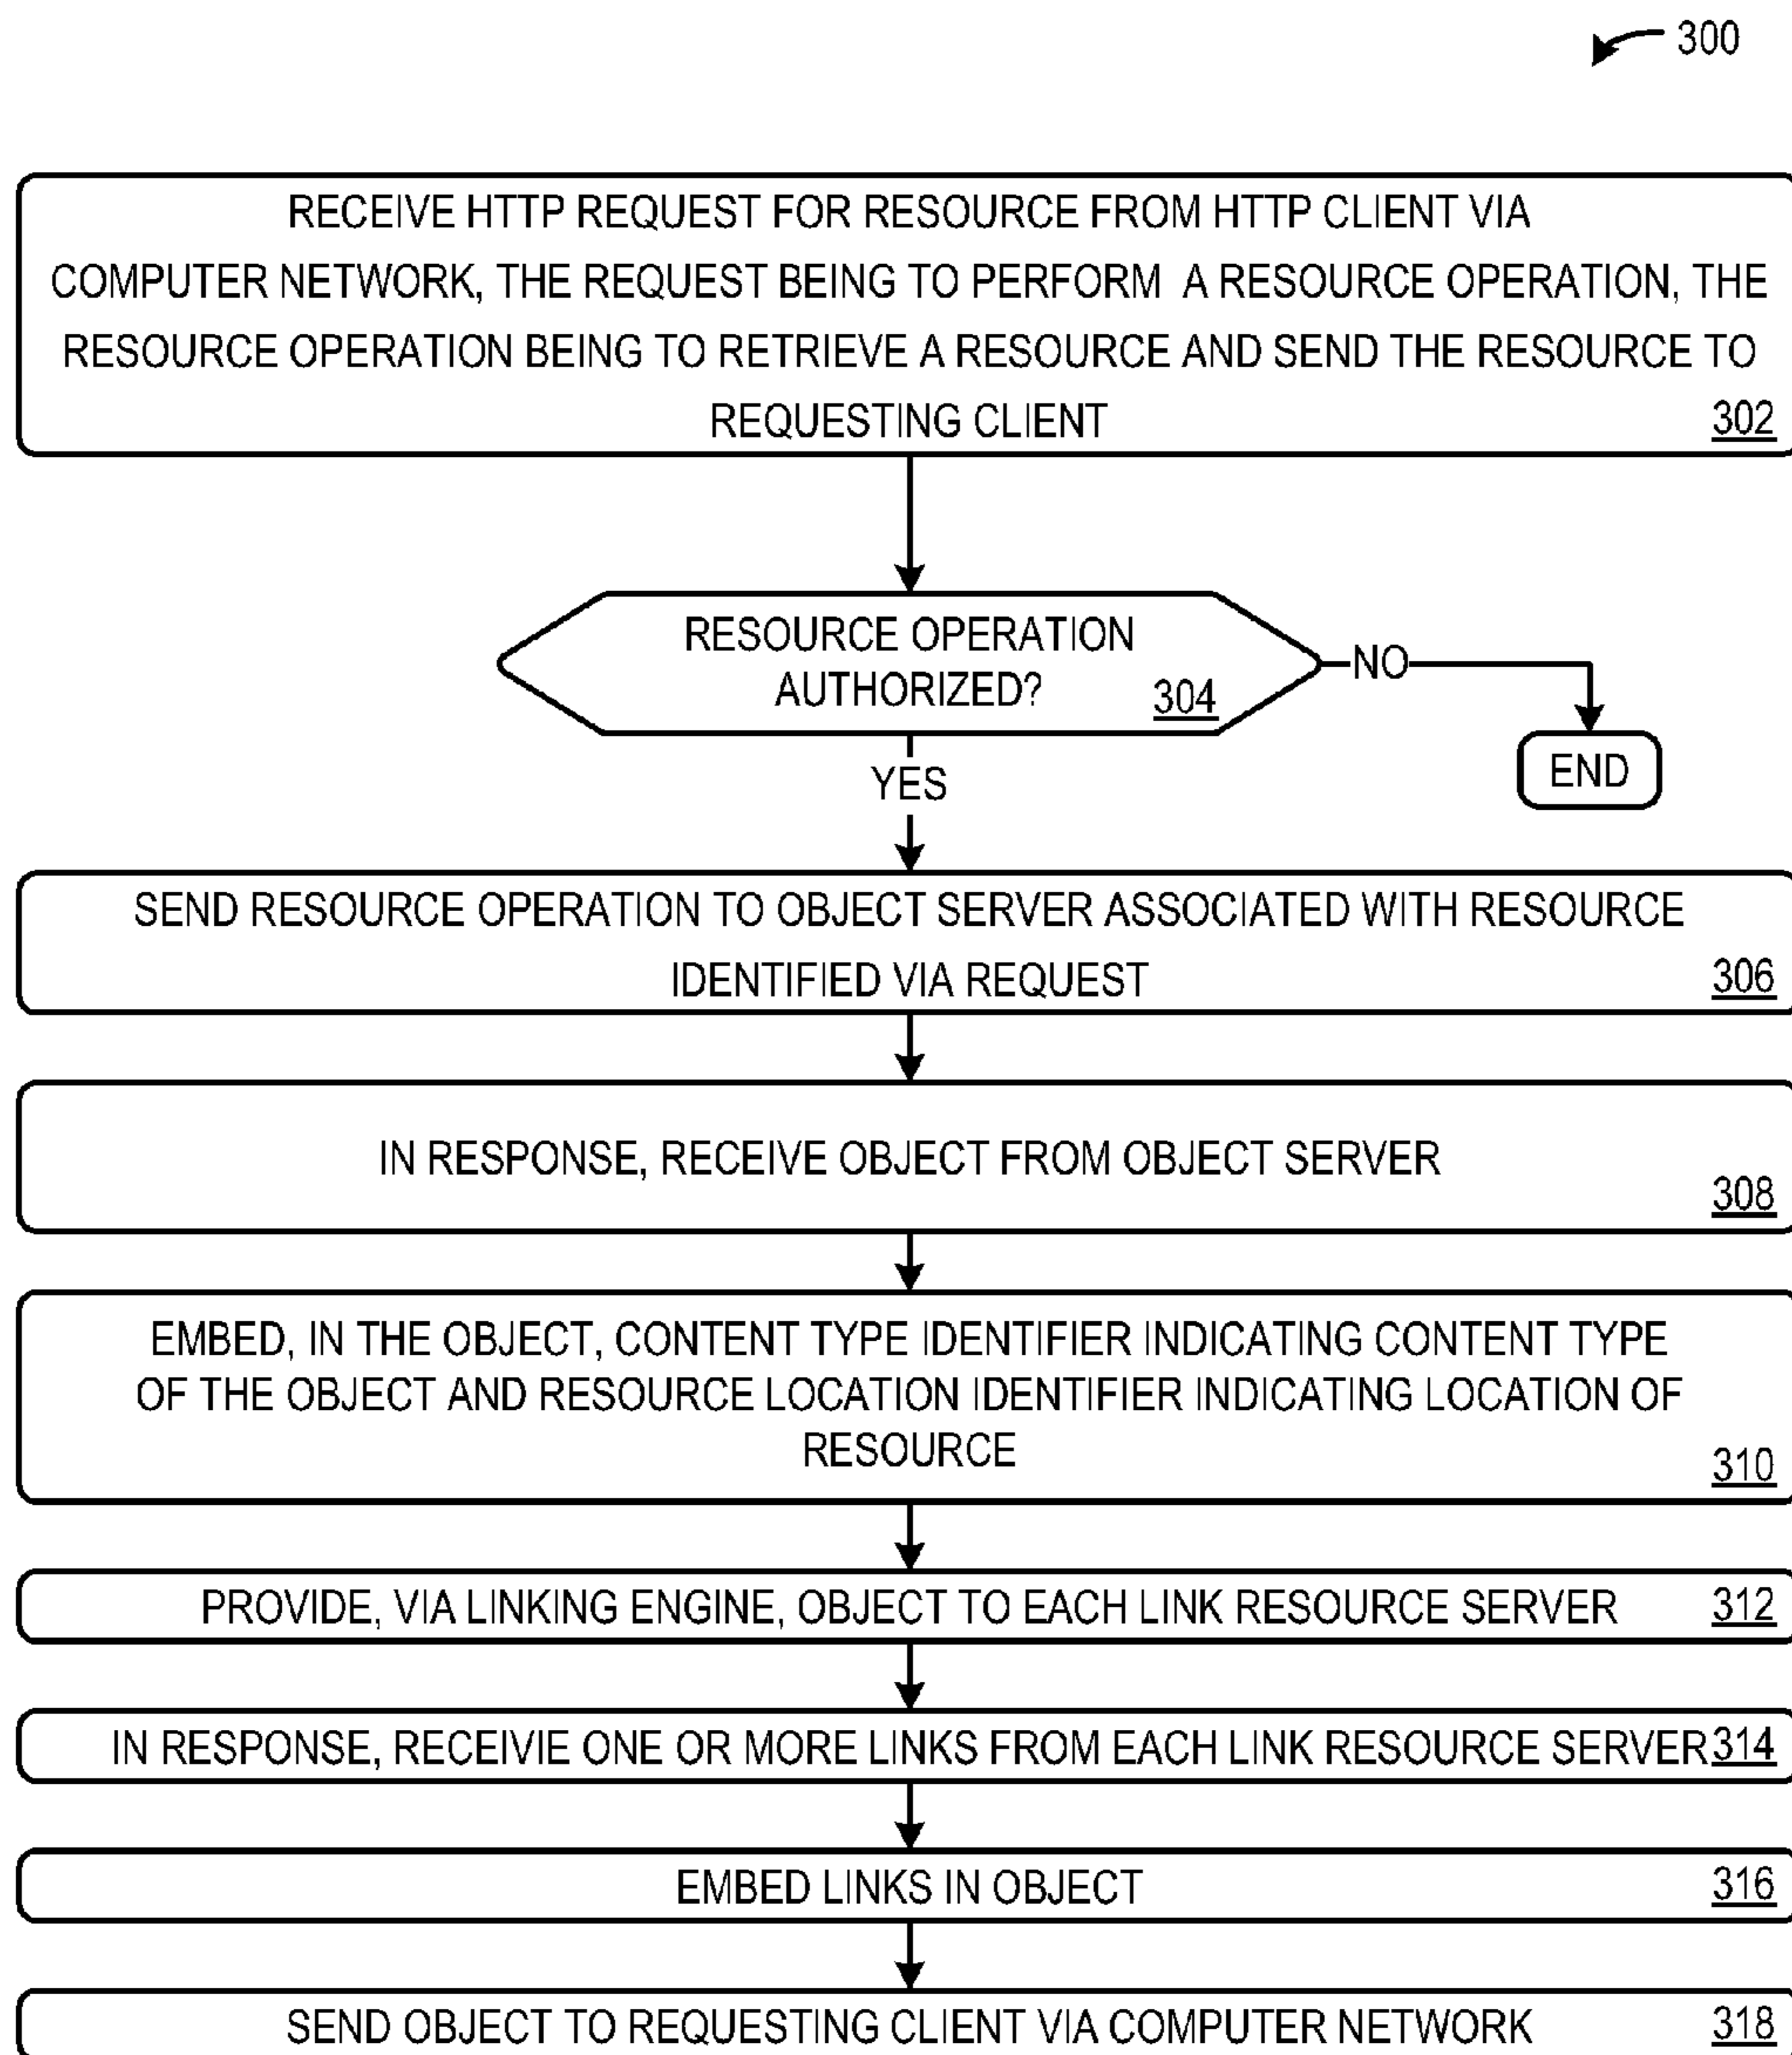 300
RECEIVE HTTP REQUEST FOR RESOURCE FROM HTTP CLIENT VIA
COMPUTER NETWORK, THE REQUEST BEING TO PERFORM A RESOURCE OPERATION, THE
RESOURCE OPERATION BEING TO RETRIEVE A RESOURCE AND SEND THE RESOURCE TO
REQUESTING CLIENT
302
RESOURCE OPERATION
AUTHORIZED?
304
NO
END
YES
SEND RESOURCE OPERATION TO OBJECT SERVER ASSOCIATED WITH RESOURCE
IDENTIFIED VIA REQUEST
306
IN RESPONSE, RECEIVE OBJECT FROM OBJECT SERVER
308
EMBED, IN THE OBJECT, CONTENT TYPE IDENTIFIER INDICATING CONTENT TYPE
OF THE OBJECT AND RESOURCE LOCATION IDENTIFIER INDICATING LOCATION OF
RESOURCE
310
PROVIDE, VIA LINKING ENGINE, OBJECT TO EACH LINK RESOURCE SERVER
312
IN RESPONSE, RECEIVIE ONE OR MORE LINKS FROM EACH LINK RESOURCE SERVER
314
EMBED LINKS IN OBJECT
316
SEND OBJECT TO REQUESTING CLIENT VIA COMPUTER NETWORK
318